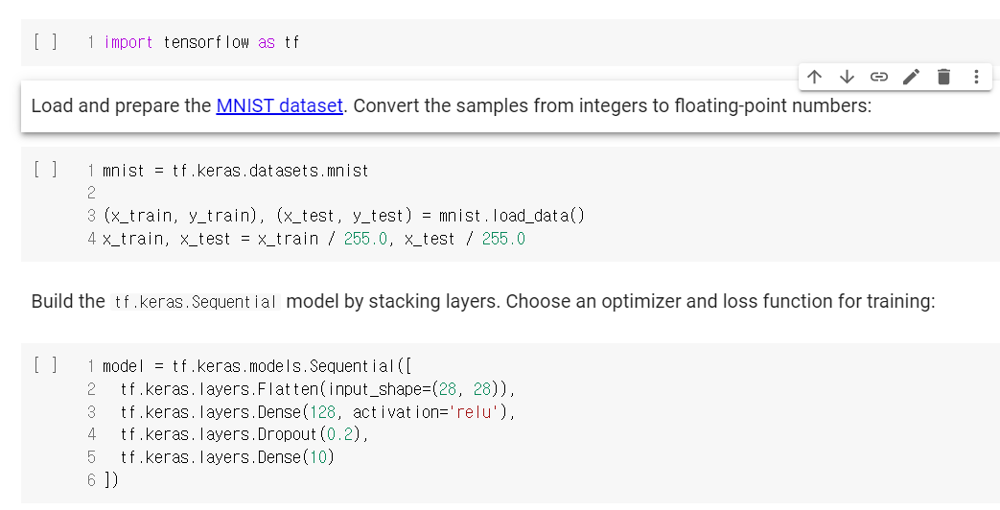 [ ] 1 import tensorflow as tf
Load and prepare the MNIST dataset. Convert the samples from integers to floating-point numbers:
[ ] 1 mnist = tf.keras.datasets.mnist
2
3 (x_train, y_train), (x_test, y_test) = mnist.load_data()
4 x_train, x_test = x_train / 255.0, x_test / 255.0
Build the tf.keras.Sequential model by stacking layers. Choose an optimizer and loss function for training:
[ ] 1 model = tf.keras.models.Sequential([
2   tf.keras.layers.Flatten(input_shape=(28, 28)),
3   tf.keras.layers.Dense(128, activation='relu'),
4   tf.keras.layers.Dropout(0.2),
5   tf.keras.layers.Dense(10)
6 ])